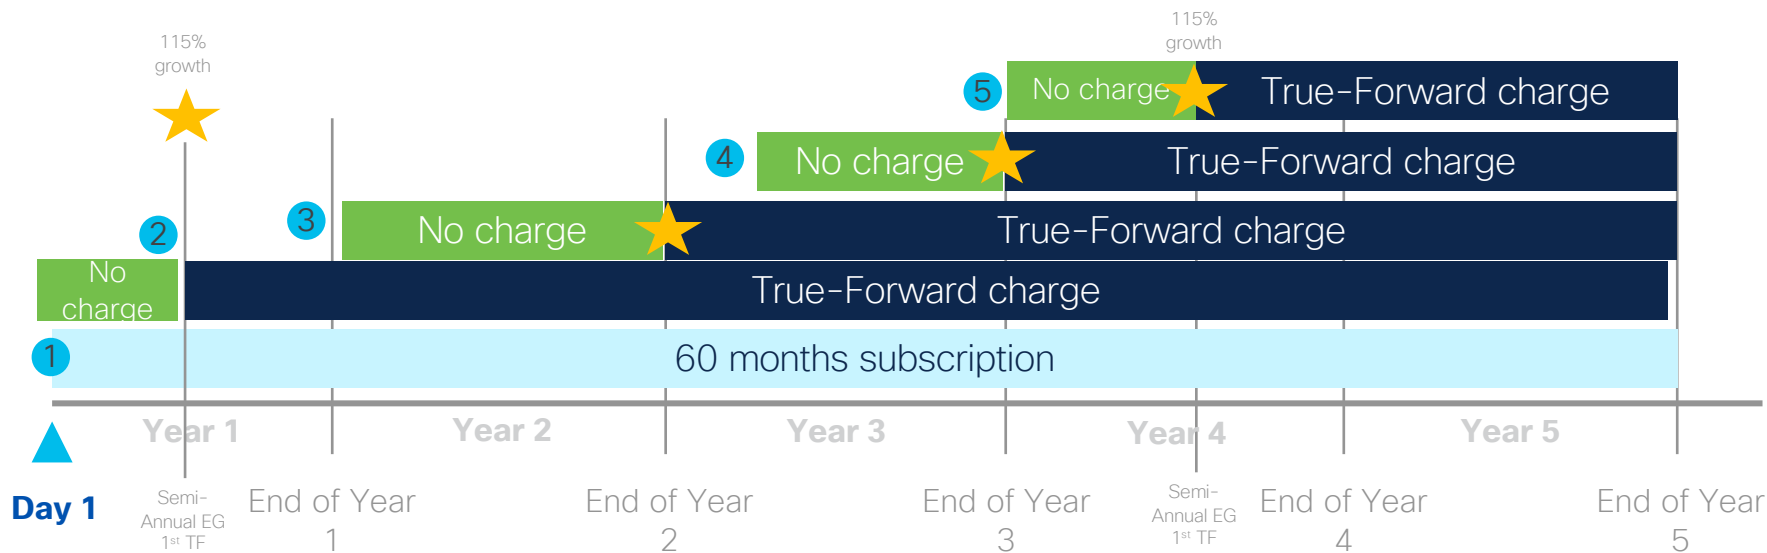 115%
growth
115%
growth
5
No charge
True-Forward charge
4
No charge
True-Forward charge
3
No charge
True-Forward charge
2
No
charge
True-Forward charge
1
60 months subscription
Year 1
Year 2
Year 3
Year 4
Year 5
Day 1
Semi-
Annual EG
1st TF
End of Year
1
End of Year
2
End of Year
3
Semi-
Annual EG
1st TF
End of Year
4
End of Year
5